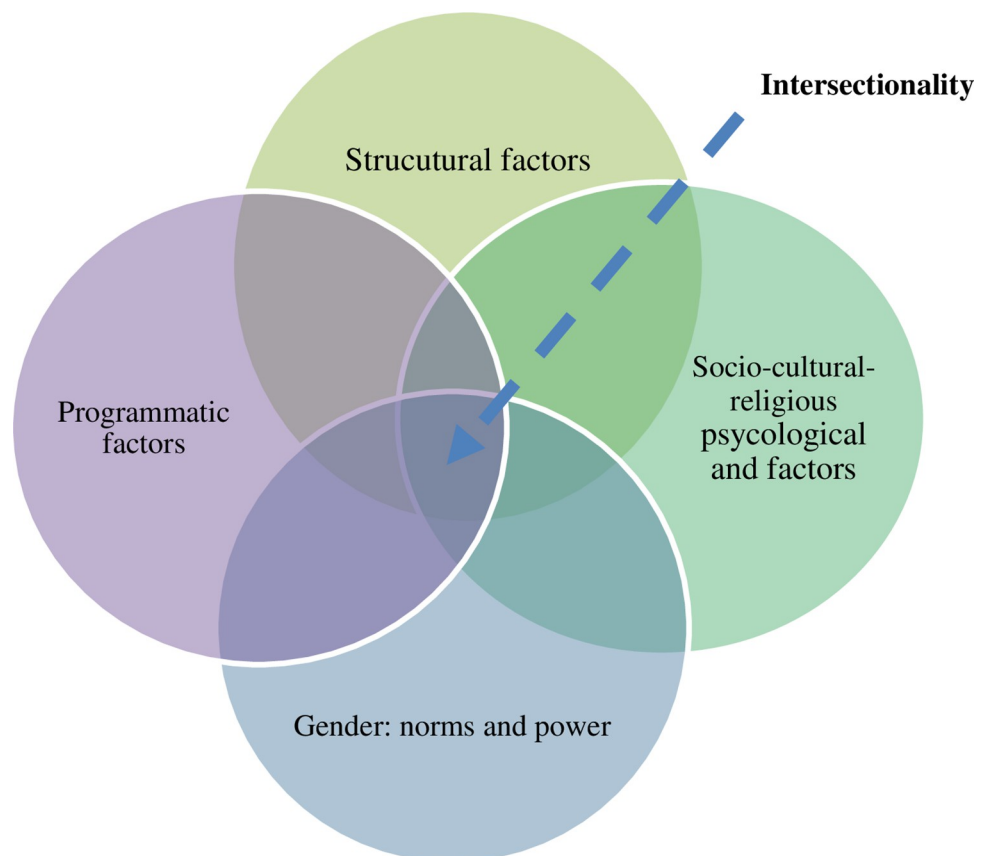 Intersectionality
Strucutural factors
Socio-cultural-
religious
psycological
and factors
Programmatic
factors
Gender: norms and power